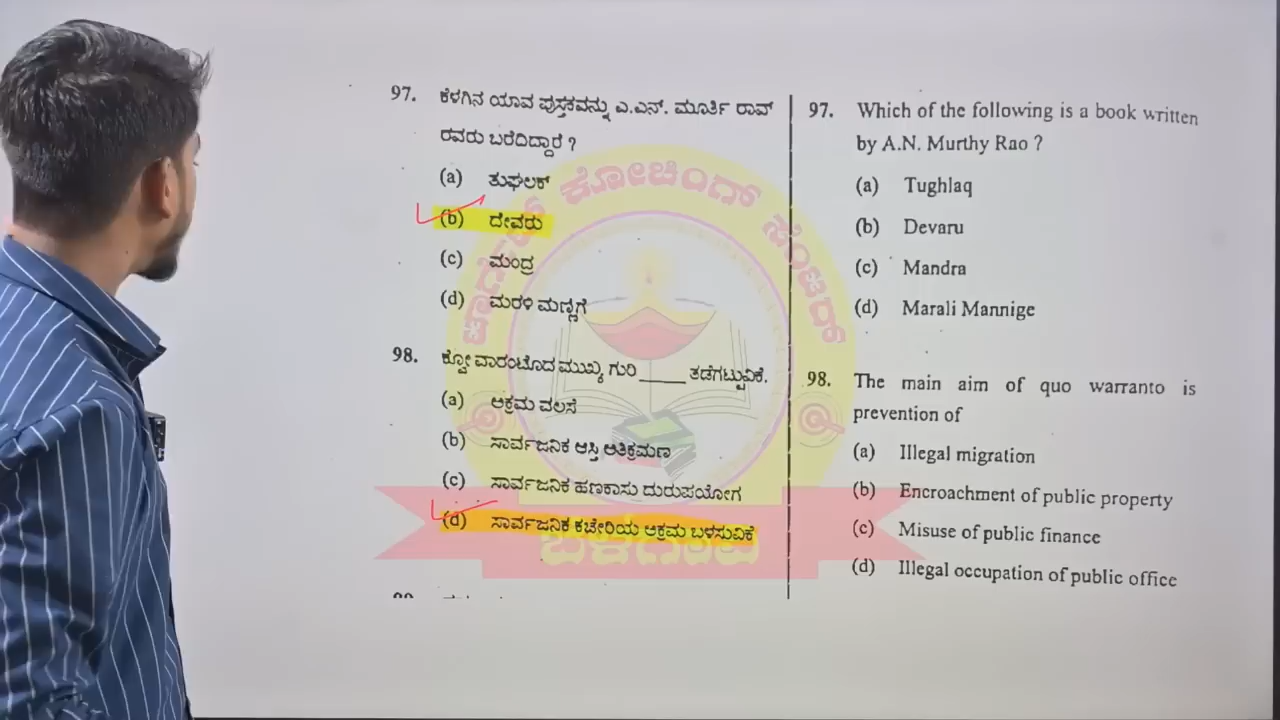 97. ಕೆಳಗಿನ ಯಾವ ಪುಸ್ತಕವನ್ನು ಎ.ಎನ್. ಮೂರ್ತಿ ರಾವ್
ರವರು ಬರೆದಿದ್ದಾರೆ ?
(a) ತುಘಲಕ್
(b) ದೇವರು
(c) ಮಂದ್ರ
(d) ಮರಳಿ ಮಣ್ಣಿಗೆ
98. ಕ್ವೋ ವಾರಂಟೊದ ಮುಖ್ಯ ಗುರಿ _____ ತಡೆಗಟ್ಟುವಿಕೆ.
(a) ಅಕ್ರಮ ವಲಸೆ
(b) ಸಾರ್ವಜನಿಕ ಆಸ್ತಿ ಅತಿಕ್ರಮಣ
(c) ಸಾರ್ವಜನಿಕ ಹಣಕಾಸು ದುರುಪಯೋಗ
(d) ಸಾರ್ವಜನಿಕ ಕಚೇರಿಯ ಅಕ್ರಮ ಬಳಸುವಿಕೆ
97. Which of the following is a book written
by A.N. Murthy Rao ?
(a) Tughlaq
(b) Devaru
(c) Mandra
(d) Marali Mannige
98. The main aim of quo warranto is
prevention of
(a) Illegal migration
(b) Encroachment of public property
(c) Misuse of public finance
(d) Illegal occupation of public office
ಟಾರ್ಗೆಟ್ ಕೋಚಿಂಗ್ ಸೆಂಟರ್